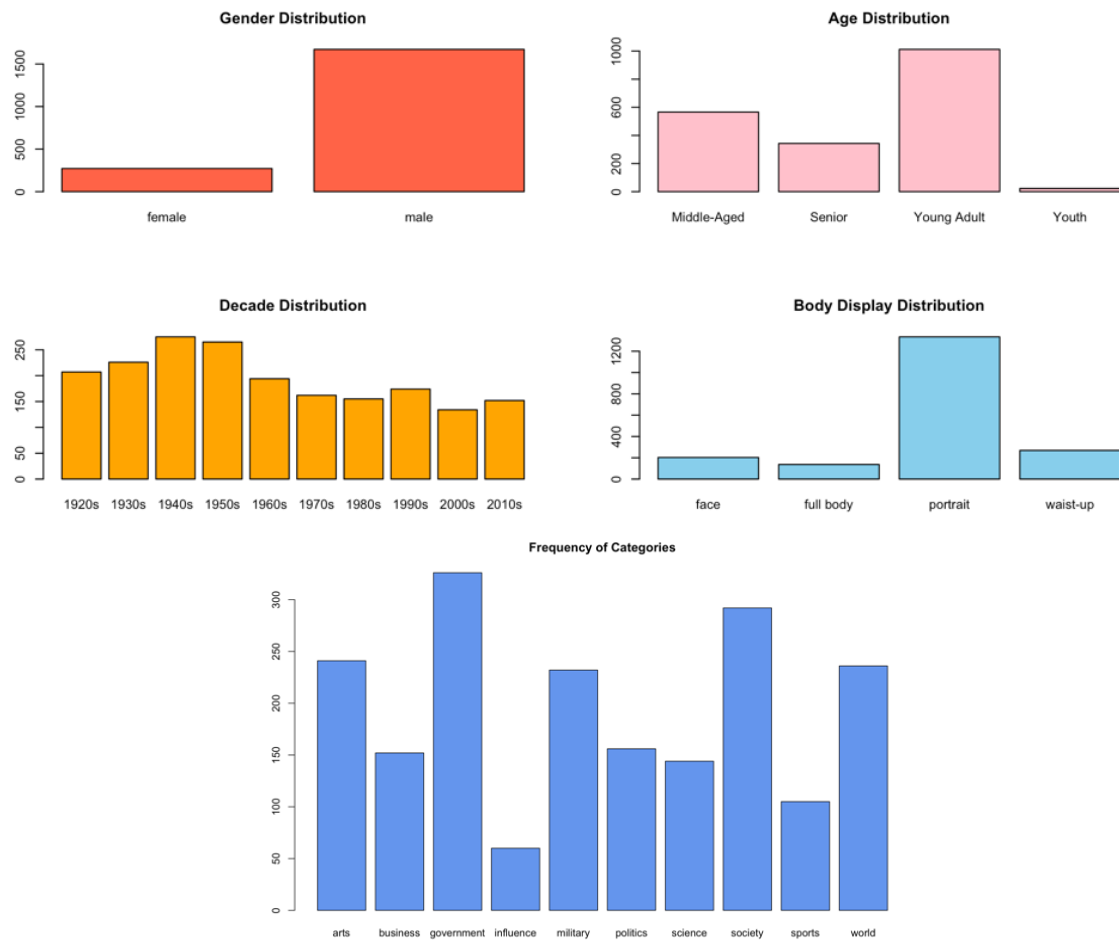 Gender Distribution
1500
1000
500
0
female male
Age Distribution
1000
600
200
0
Middle-Aged Senior Young Adult Youth
Decade Distribution
250
150
50
0
1920s 1930s 1940s 1950s 1960s 1970s 1980s 1990s 2000s 2010s
Body Display Distribution
1200
800
400
0
face full body portrait waist-up
Frequency of Categories
300
250
200
150
100
50
0
arts business government influence military politics science society sports world